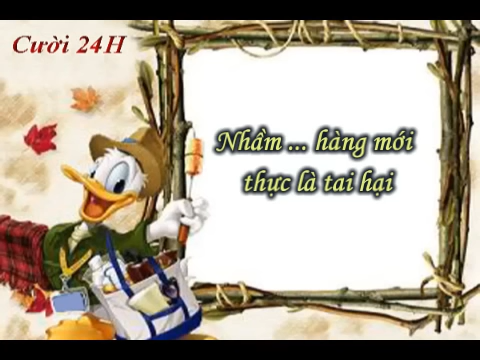 Cười 24H
Nhầm ... hàng mới
thực là tai hại